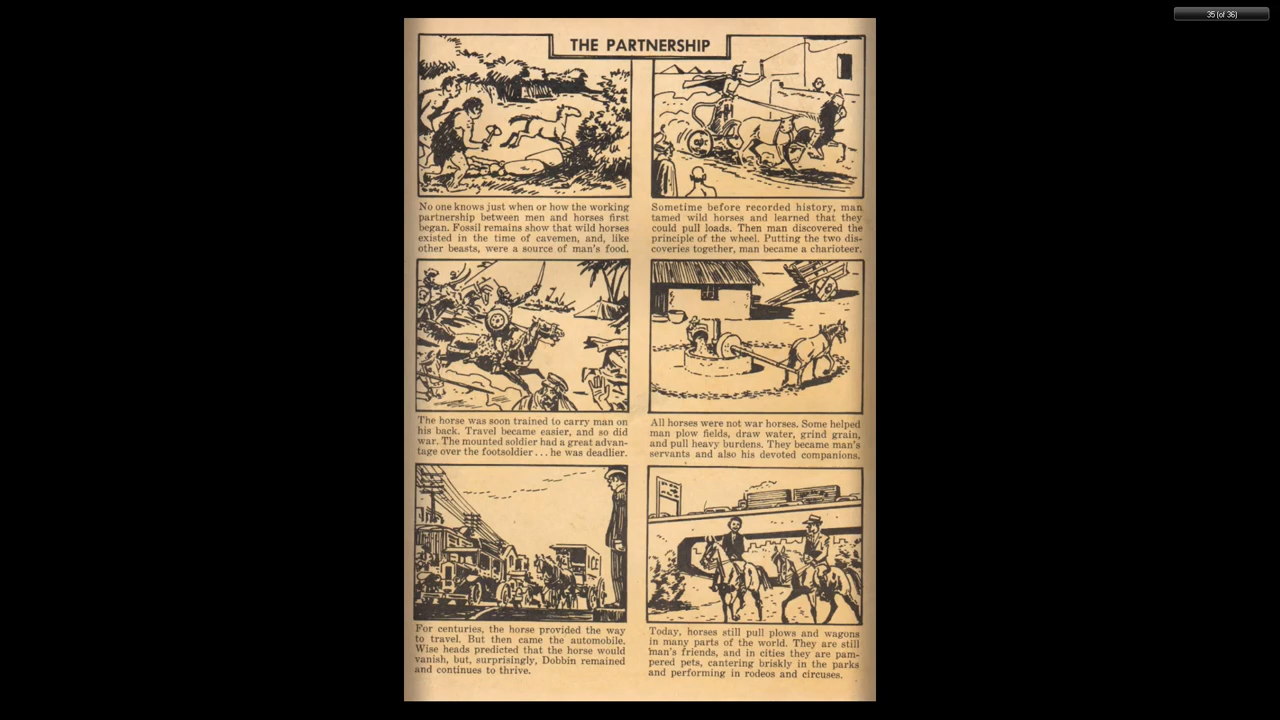 35 (of 36)
THE PARTNERSHIP
No one knows just when or how the working
partnership between men and horses first
began. Fossil remains show that wild horses
existed in the time of cavemen, and, like
other beasts, were a source of man's food.
Sometime before recorded history, man
tamed wild horses and learned that they
could pull loads. Then man discovered the
principle of the wheel. Putting the two dis-
coveries together, man became a charioteer.
The horse was soon trained to carry man on
his back. Travel became easier, and so did
war. The mounted soldier had a great advan-
tage over the footsoldier . . . he was deadlier.
All horses were not war horses. Some helped
man plow fields, draw water, grind grain,
and pull heavy burdens. They became man's
servants and also his devoted companions.
For centuries, the horse provided the way
to travel. But then came the automobile.
Wise heads predicted that the horse would
vanish, but, surprisingly, Dobbin remained
and continues to thrive.
Today, horses still pull plows and wagons
in many parts of the world. They are still
man's friends, and in cities they are pam-
pered pets, cantering briskly in the parks
and performing in rodeos and circuses.